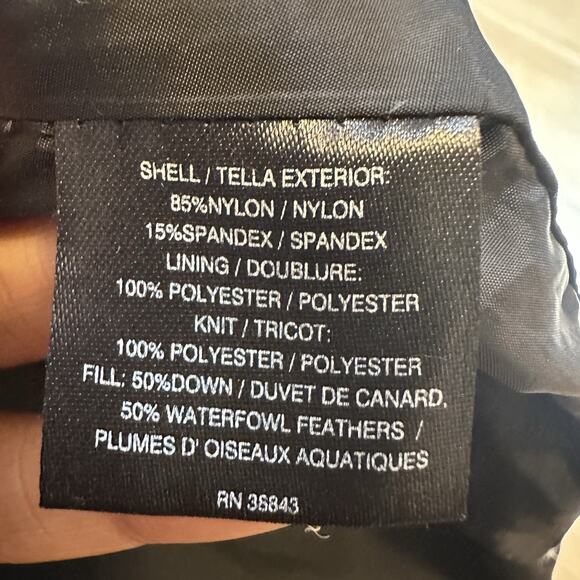 SHELL / TELLA EXTERIOR:
85%NYLON / NYLON
15%SPANDEX / SPANDEX
LINING / DOUBLURE:
100% POLYESTER / POLYESTER
KNIT / TRICOT:
100% POLYESTER / POLYESTER
FILL: 50%DOWN / DUVET DE CANARD,
50% WATERFOWL FEATHERS /
PLUMES D' OISEAUX AQUATIQUES
RN 36843